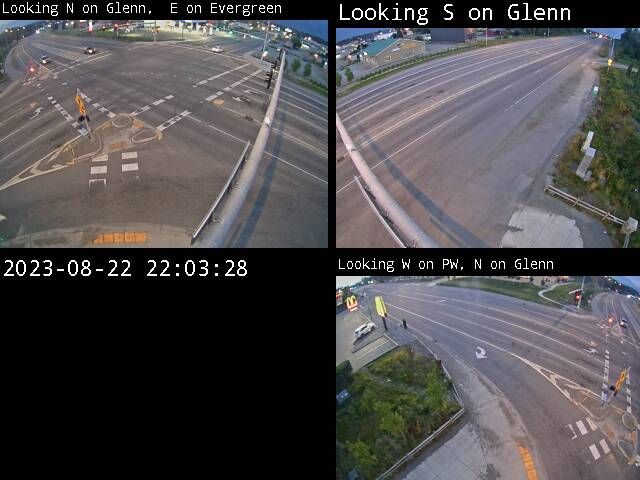 Looking N on Glenn,  E on Evergreen
Looking S on Glenn
2023-08-22 22:03:28
Looking W on PW, N on Glenn